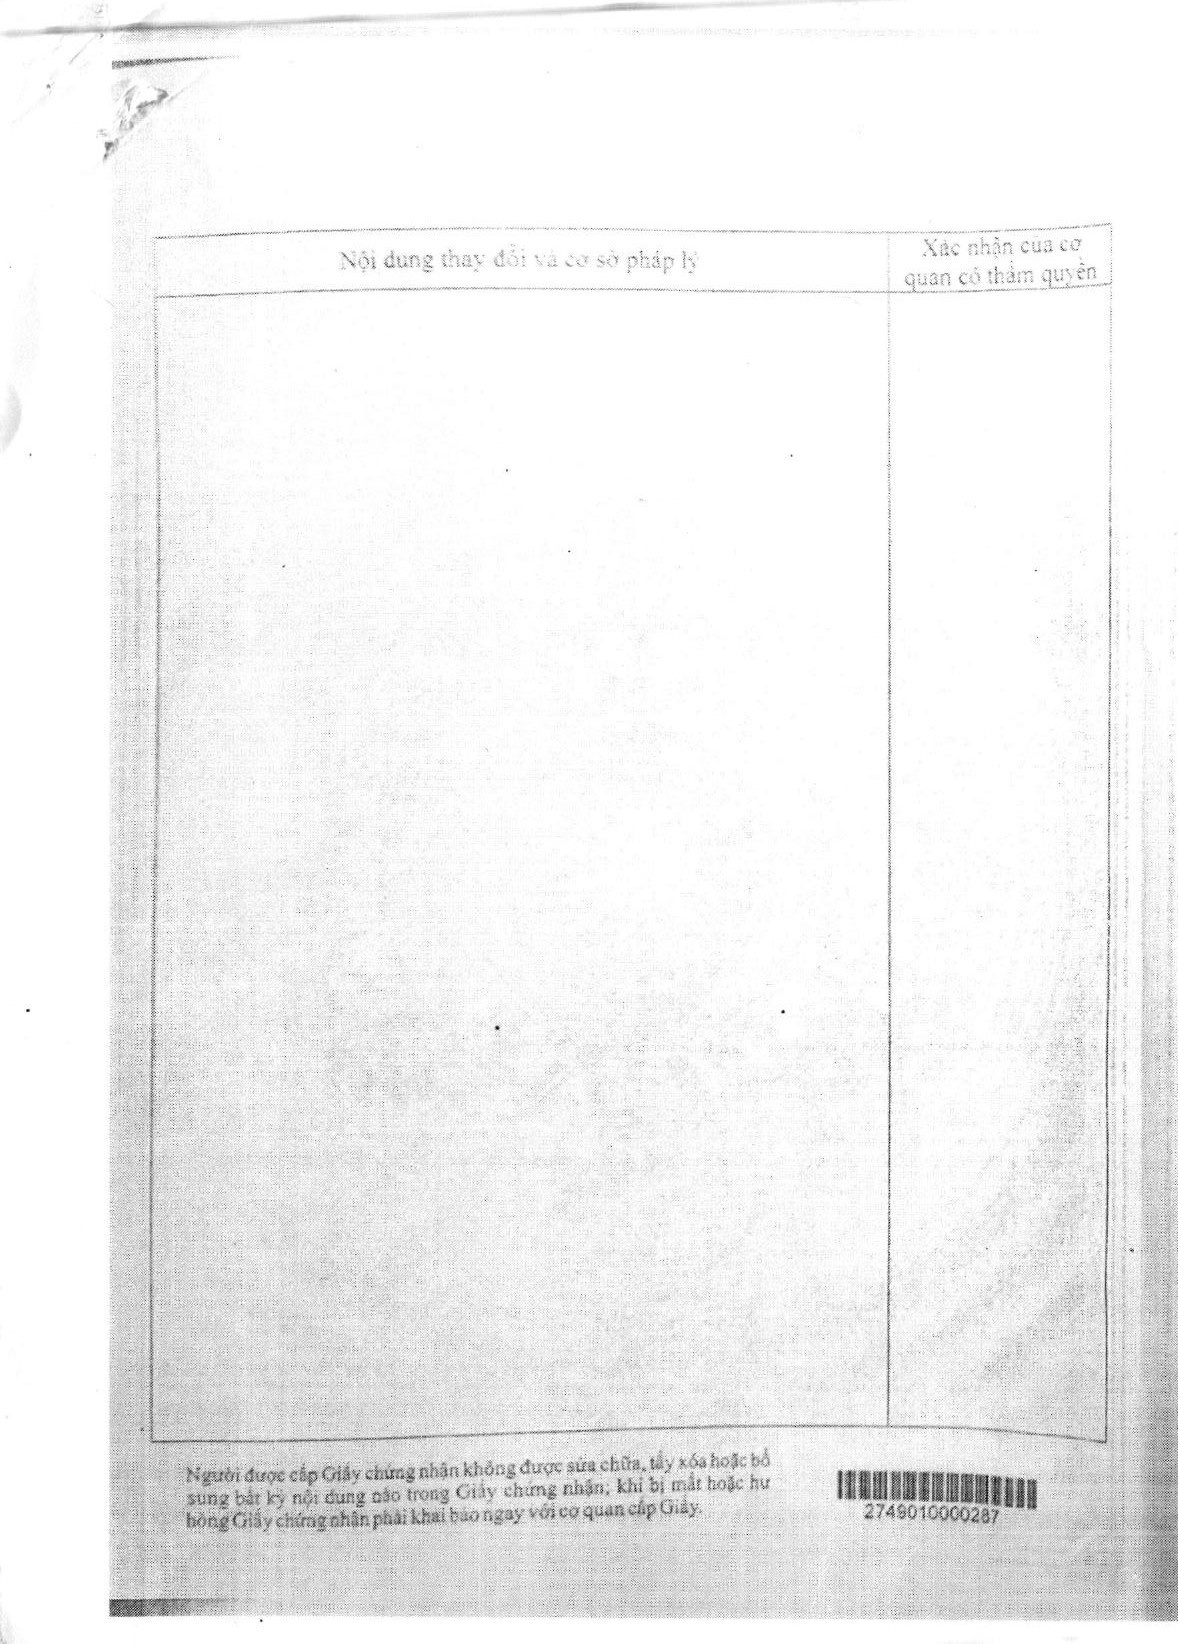 Nội dung thay đổi và cơ sở pháp lý
Xác nhận của cơ
quan có thẩm quyền
Người được cấp Giấy chứng nhận không được sửa chữa, tẩy xóa hoặc bổ
sung bất kỳ nội dung nào trong Giấy chứng nhận; khi bị mất hoặc hư
hỏng Giấy chứng nhận phải khai báo ngay với cơ quan cấp Giấy.
2749010000287